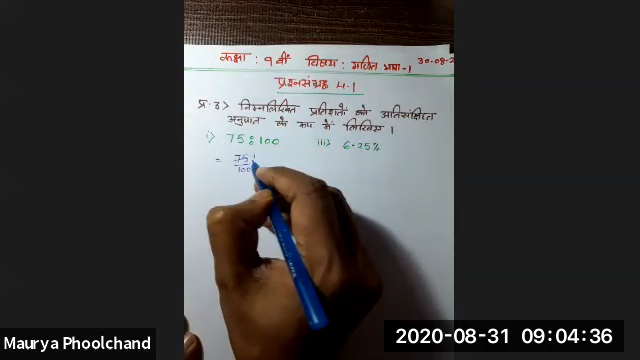 कक्षा : 9वीं विषय : गणित भाग-1 30-08-2
प्रश्नसंग्रह 4.1
प्र.3> निम्नलिखित प्रतिशतों को अतिसंक्षिप्त
अनुपात के रूप में लिखिए ।
i> 75 : 100 iii> 6.25%
= 75
100
Maurya Phoolchand
2020-08-31 09:04:36